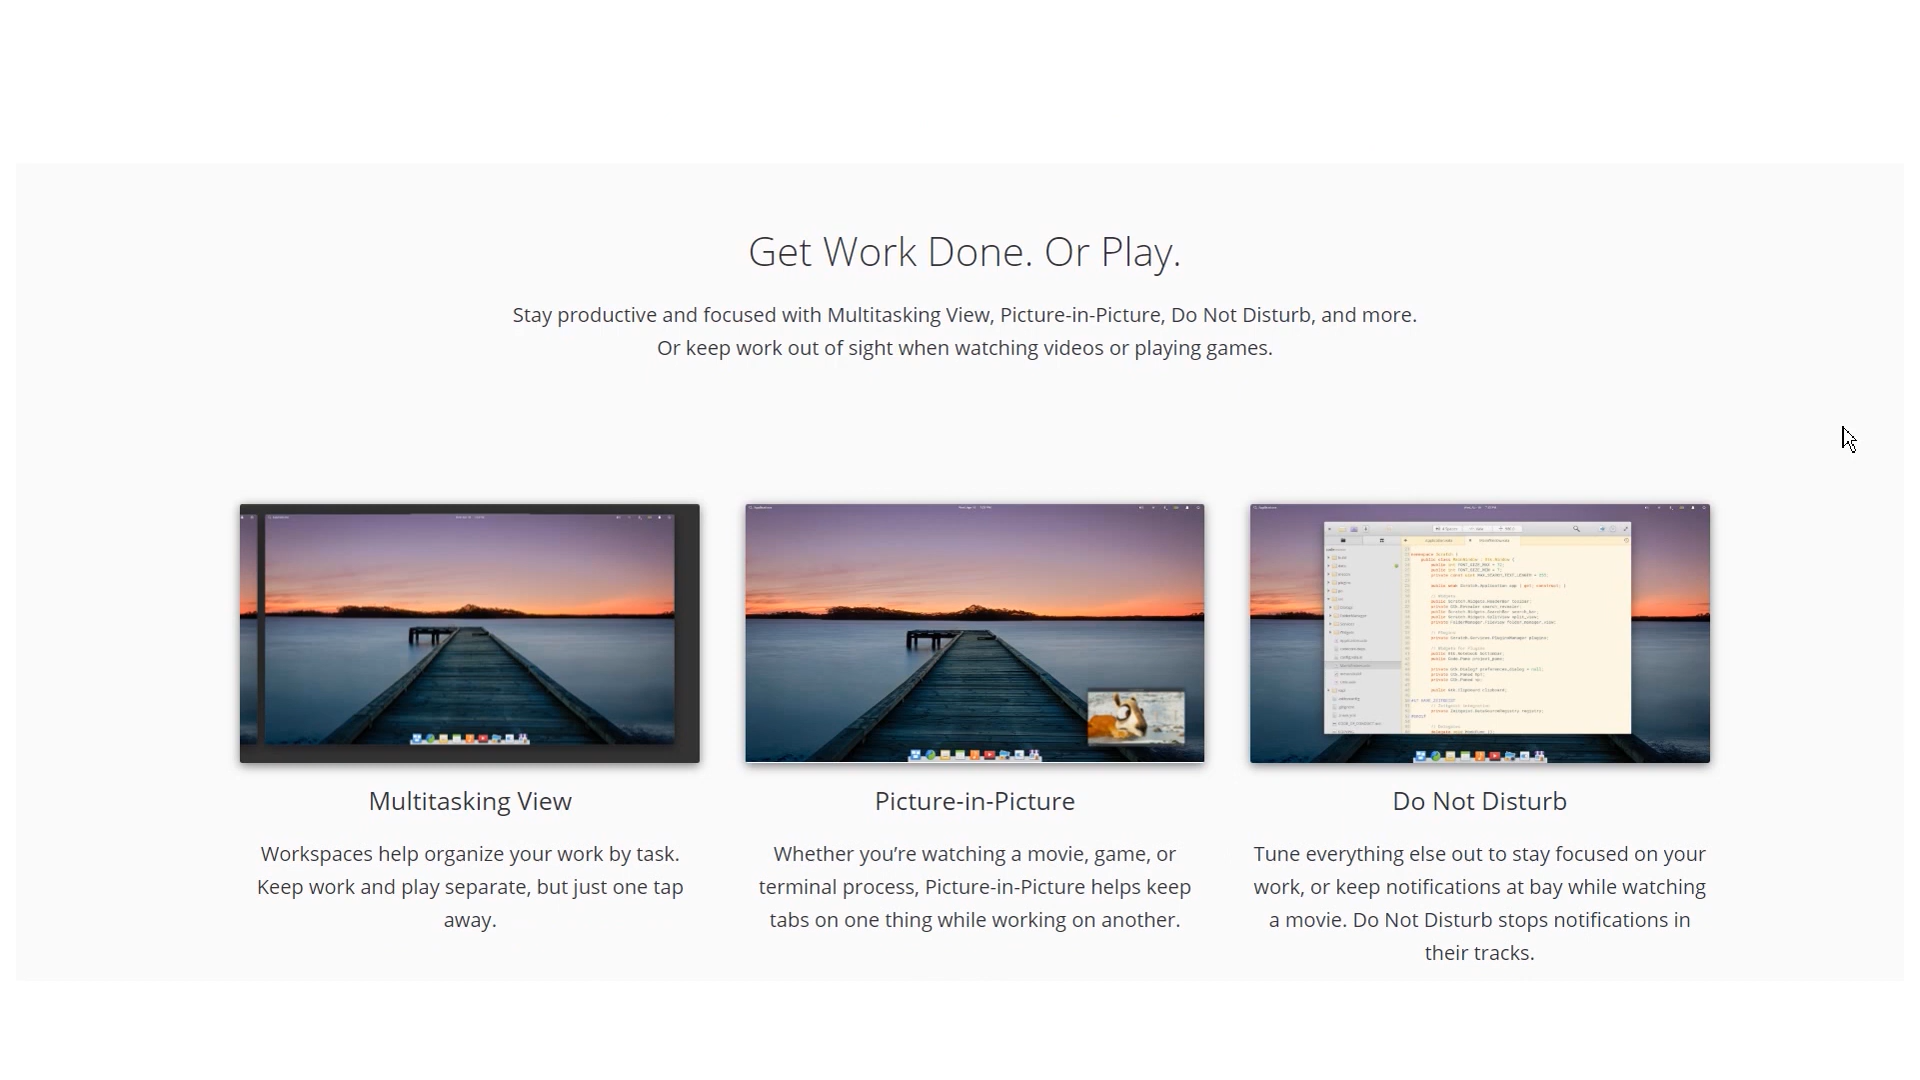 Get Work Done. Or Play.
Stay productive and focused with Multitasking View, Picture-in-Picture, Do Not Disturb, and more.
Or keep work out of sight when watching videos or playing games.
Multitasking View
Workspaces help organize your work by task.
Keep work and play separate, but just one tap
away.
Picture-in-Picture
Whether you’re watching a movie, game, or
terminal process, Picture-in-Picture helps keep
tabs on one thing while working on another.
Do Not Disturb
Tune everything else out to stay focused on your
work, or keep notifications at bay while watching
a movie. Do Not Disturb stops notifications in
their tracks.